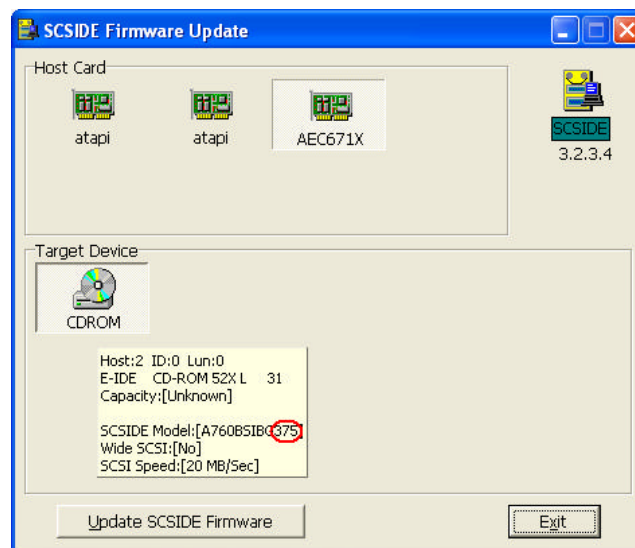 SCSIDE Firmware Update
Host Card
atapi
atapi
AEC671X
SCSIDE
3.2.3.4
Target Device
CDROM
Host:2 ID:0 Lun:0
E-IDE CD-ROM 52X L 31
Capacity:[Unknown]
SCSIDE Model:[A760BSIBC375]
Wide SCSI:[No]
SCSI Speed:[20 MB/Sec]
Update SCSIDE Firmware
Exit